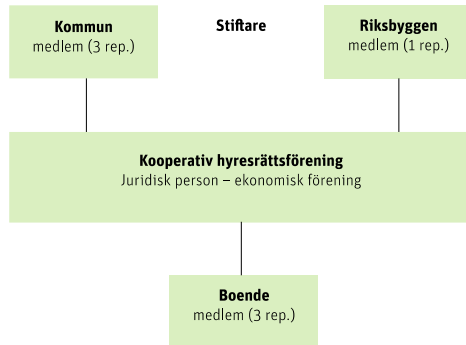 Kommun
medlem (3 rep.)
Stiftare
Riksbyggen
medlem (1 rep.)
Kooperativ hyresrättsförening
Juridisk person – ekonomisk förening
Boende
medlem (3 rep.)